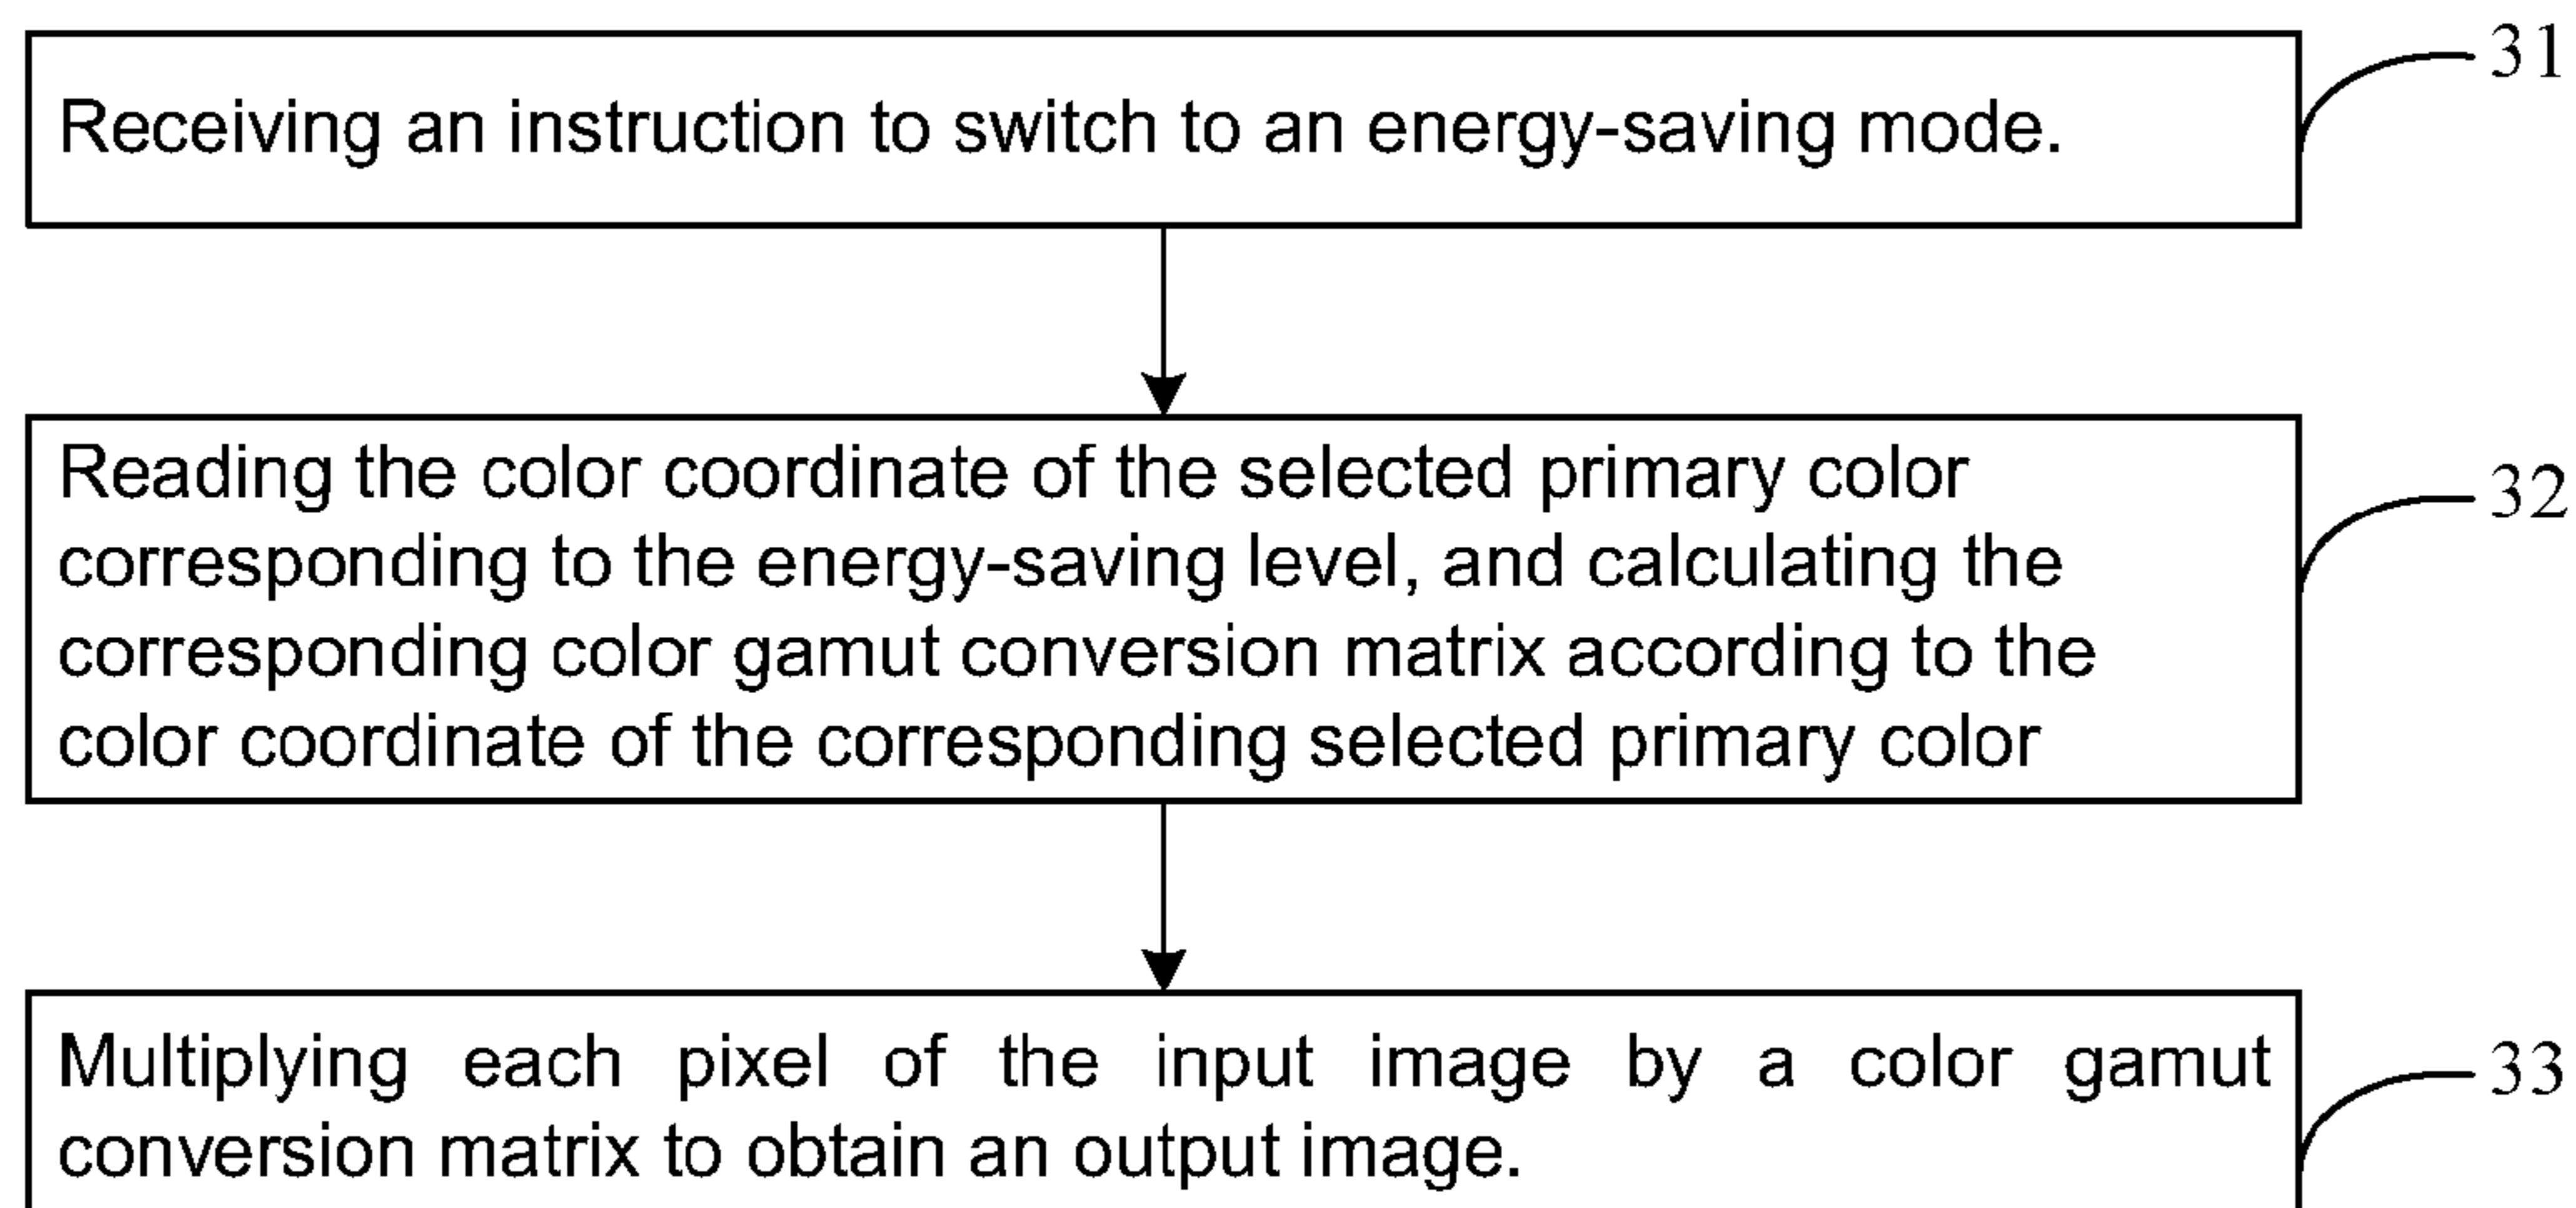 Receiving an instruction to switch to an energy-saving mode.
31
Reading the color coordinate of the selected primary color
corresponding to the energy-saving level, and calculating the
corresponding color gamut conversion matrix according to the
color coordinate of the corresponding selected primary color
32
Multiplying each pixel of the input image by a color gamut
conversion matrix to obtain an output image.
33